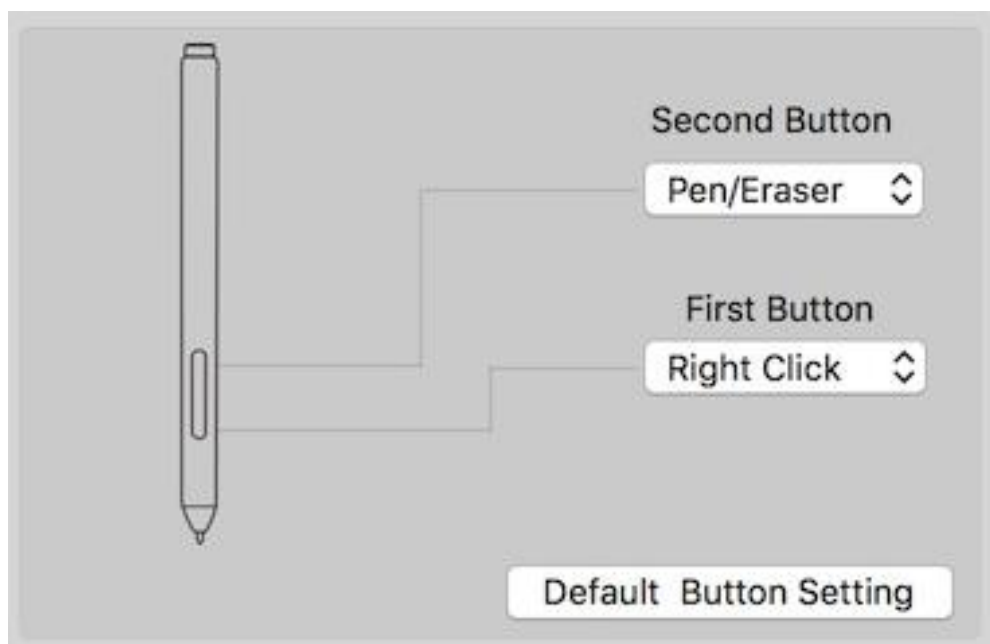 Second Button
Pen/Eraser
First Button
Right Click
Default  Button Setting